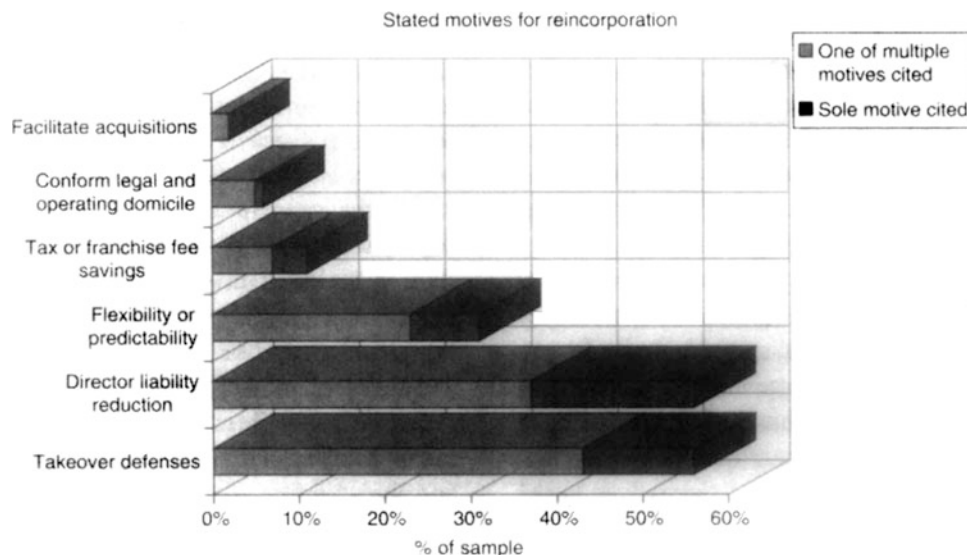 Stated motives for reincorporation
One of multiple
motives cited
Sole motive cited
Facilitate acquisitions
Conform legal and
operating domicile
Tax or franchise fee
savings
Flexibility or
predictability
Director liability
reduction
Takeover defenses
0% 10% 20% 30% 40% 50% 60%
% of sample